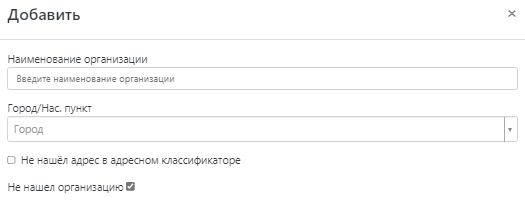 Добавить
Наименование организации
Введите наименование организации
Город/Нас. пункт
Город
Не нашёл адрес в адресном классификаторе
Не нашел организацию